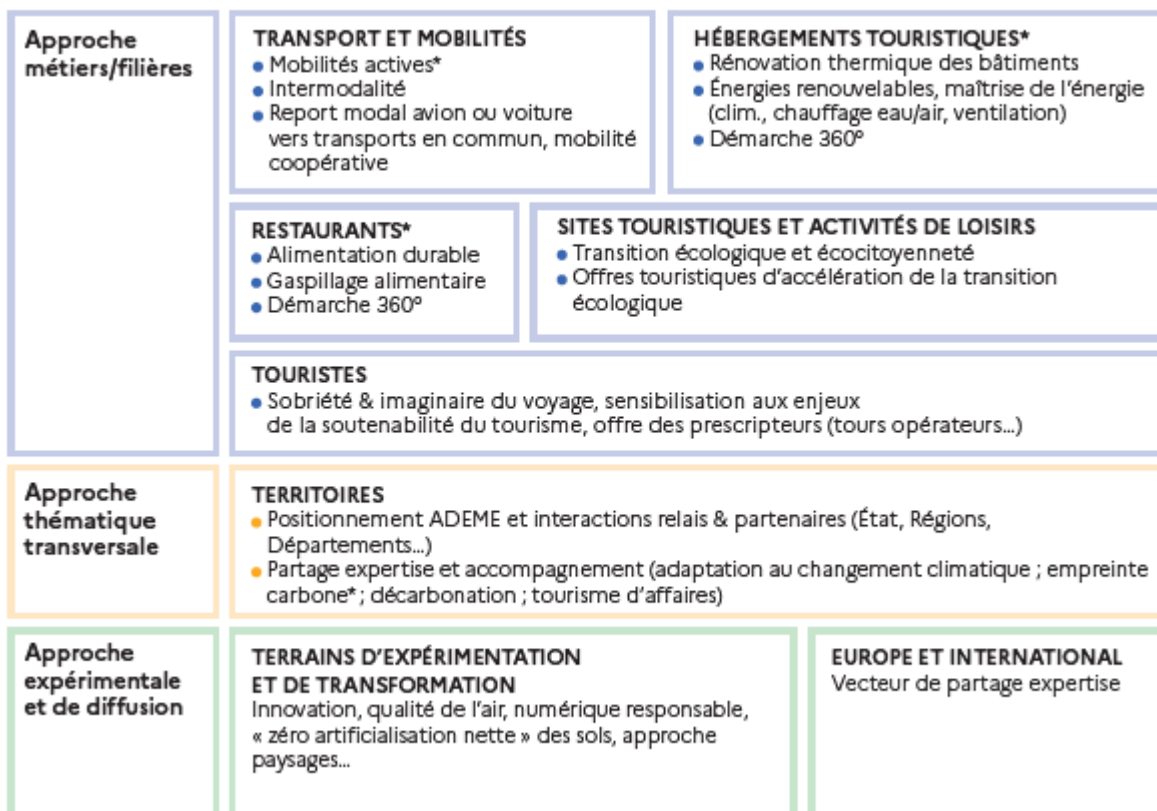 Approche
métiers/filières
TRANSPORT ET MOBILITÉS
● Mobilités actives*
● Intermodalité
● Report modal avion ou voiture
vers transports en commun, mobilité
coopérative
HÉBERGEMENTS TOURISTIQUES*
● Rénovation thermique des bâtiments
● Énergies renouvelables, maîtrise de l’énergie
(clim., chauffage eau/air, ventilation)
● Démarche 360º
RESTAURANTS*
● Alimentation durable
● Gaspillage alimentaire
● Démarche 360º
SITES TOURISTIQUES ET ACTIVITÉS DE LOISIRS
● Transition écologique et écocitoyenneté
● Offres touristiques d’accélération de la transition
écologique
TOURISTES
● Sobriété & imaginaire du voyage, sensibilisation aux enjeux
de la soutenabilité du tourisme, offre des prescripteurs (tours opérateurs…)
Approche
thématique
transversale
TERRITOIRES
● Positionnement ADEME et interactions relais & partenaires (État, Régions,
Départements…)
● Partage expertise et accompagnement (adaptation au changement climatique ; empreinte
carbone* ; décarbonation ; tourisme d’affaires)
Approche
expérimentale
et de diffusion
TERRAINS D’EXPÉRIMENTATION
ET DE TRANSFORMATION
Innovation, qualité de l’air, numérique responsable,
« zéro artificialisation nette » des sols, approche
paysages…
EUROPE ET INTERNATIONAL
Vecteur de partage expertise